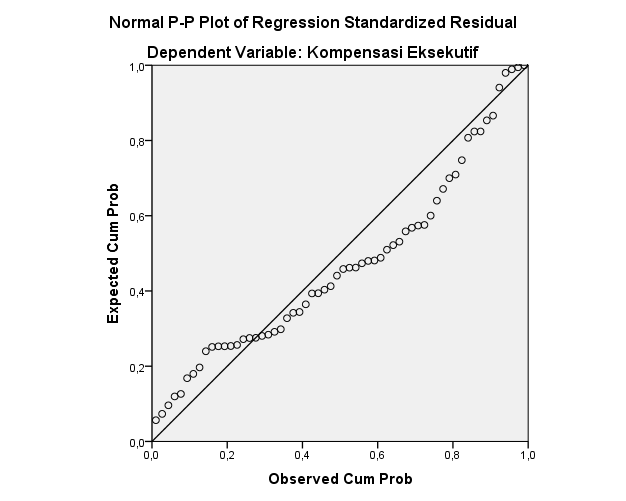 Normal P-P Plot of Regression Standardized Residual
Dependent Variable: Kompensasi Eksekutif
Expected Cum Prob
1,0
0,8
0,6
0,4
0,2
0,0
0,0 0,2 0,4 0,6 0,8 1,0
Observed Cum Prob